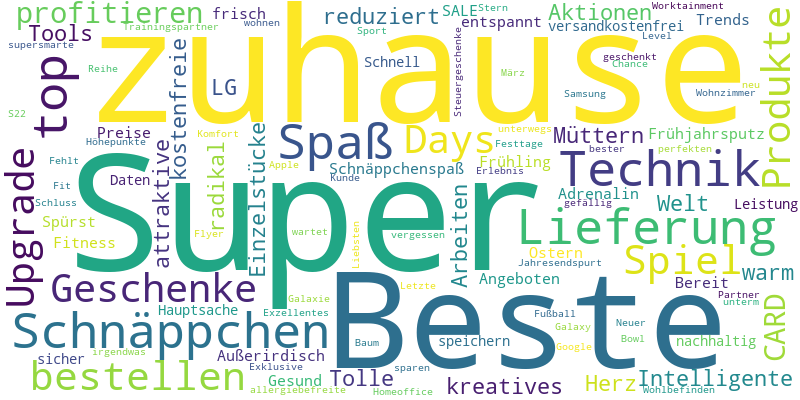 profitieren
frisch
reduziert
SALE
Stern
Aktionen
Worktainment
Tools
Trainingspartner
wohnen
Sport
entspannt
versandkostenfrei
Trends
supersmarte
zuhause
Schnell
Level
Reihe
top
kostenfreie
LG
Steuergeschenke
geschenkt
Chance
März
Samsung
Wohnzimmer
neu
Produkte
S22
Preise
Komfort
Spaß
Days
unterwegs
Müttern
Frühjahrsputz
Höhepunkte
attraktive
radikal
Einzelstücke
Festtage
bester
perfekten
Fehlt
Upgrade
Daten
Super
Apple
Schnäppchenspaß
Frühling
Erlebnis
Technik
Fit
Kunde
Arbeiten
Adrenalin
gefällig
Welt
Leistung
Schluss
Spürst
Lieferung
Fitness
Flyer
wartet
Liebsten
vergessen
Ostern
Spiel
Jahresendspurt
Angeboten
warm
Geschenke
Letzte
Beste
Bereit
Partner
unterm
CARD
Hauptsache
Galaxie
Exzellentes
Fußball
Galaxy
Neuer
Schnäppchen
Baum
speichern
Google
Bowl
nachhaltig
sicher
irgendwas
Außerirdisch
Exklusive
sparen
bestellen
Gesund
Tolle
kreatives
Herz
Intelligente
allergiebefreite
Homeoffice
Wohlbefinden